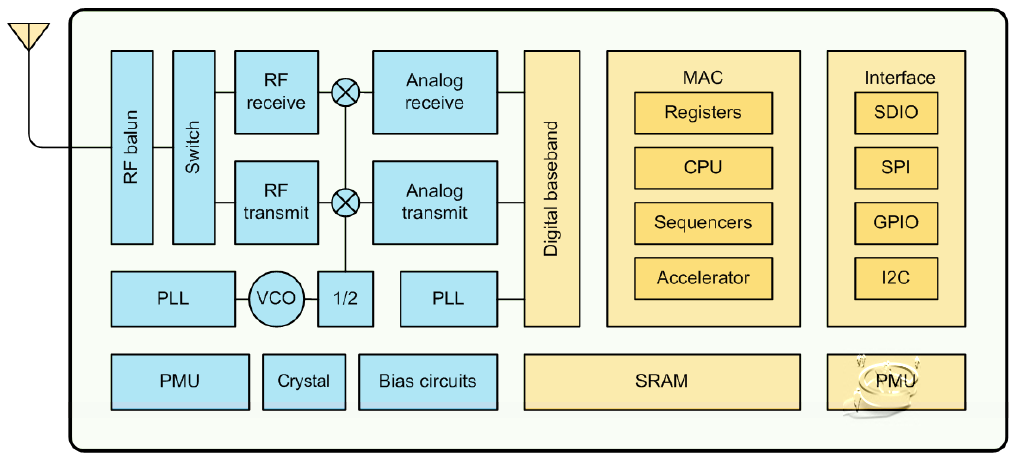 RF balun
Switch
RF
receive
Analog
receive
RF
transmit
Analog
transmit
Digital baseband
MAC
Registers
CPU
Sequencers
Accelerator
Interface
SDIO
SPI
GPIO
I2C
PLL
VCO
1/2
PLL
PMU
Crystal
Bias circuits
SRAM
PMU